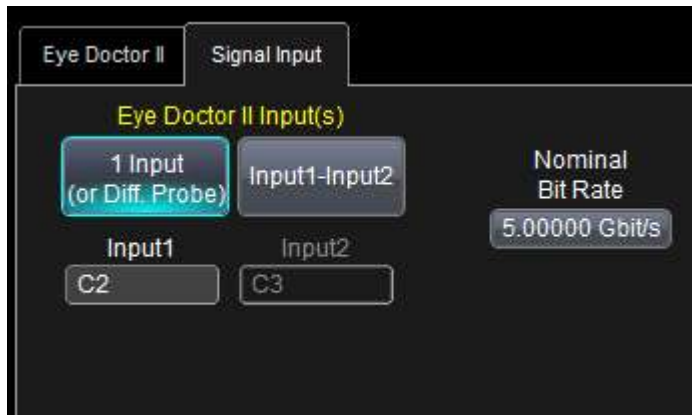 Eye Doctor II
Signal Input
Eye Doctor II Input(s)
1 Input
(or Diff. Probe)
Input1-Input2
Nominal
Bit Rate
5.00000 Gbit/s
Input1
Input2
C2
C3